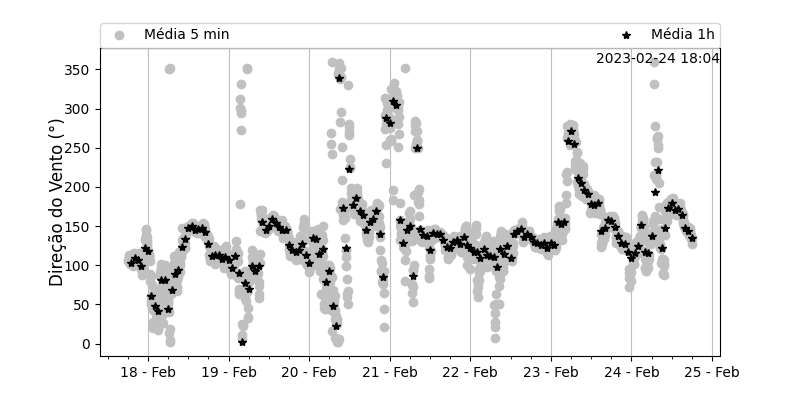 Média 5 min
Média 1h
2023-02-24 18:04
Direção do Vento (°)
350
300
250
200
150
100
50
0
18 - Feb
19 - Feb
20 - Feb
21 - Feb
22 - Feb
23 - Feb
24 - Feb
25 - Feb